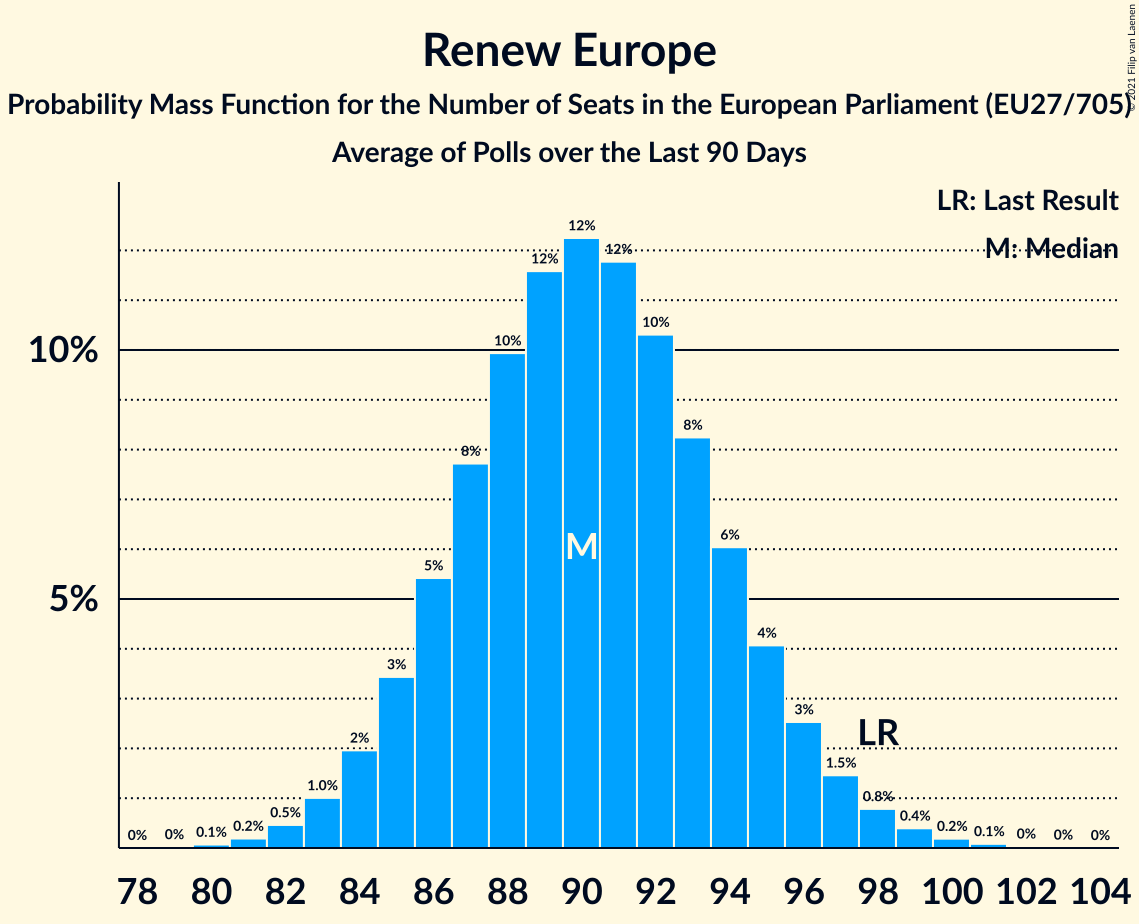 Renew Europe
Probability Mass Function for the Number of Seats in the European Parliament (EU27/705)
Average of Polls over the Last 90 Days
© 2021 Filip van Laenen
LR: Last Result
M: Median
10%
5%
0% 0% 0.1% 0.2% 0.5% 1.0% 2% 3% 5% 8% 10% 12% 12% 12% 10% 8% 6% 4% 3% 1.5% 0.8% 0.4% 0.2% 0.1% 0% 0% 0%
M
LR
78 80 82 84 86 88 90 92 94 96 98 100 102 104